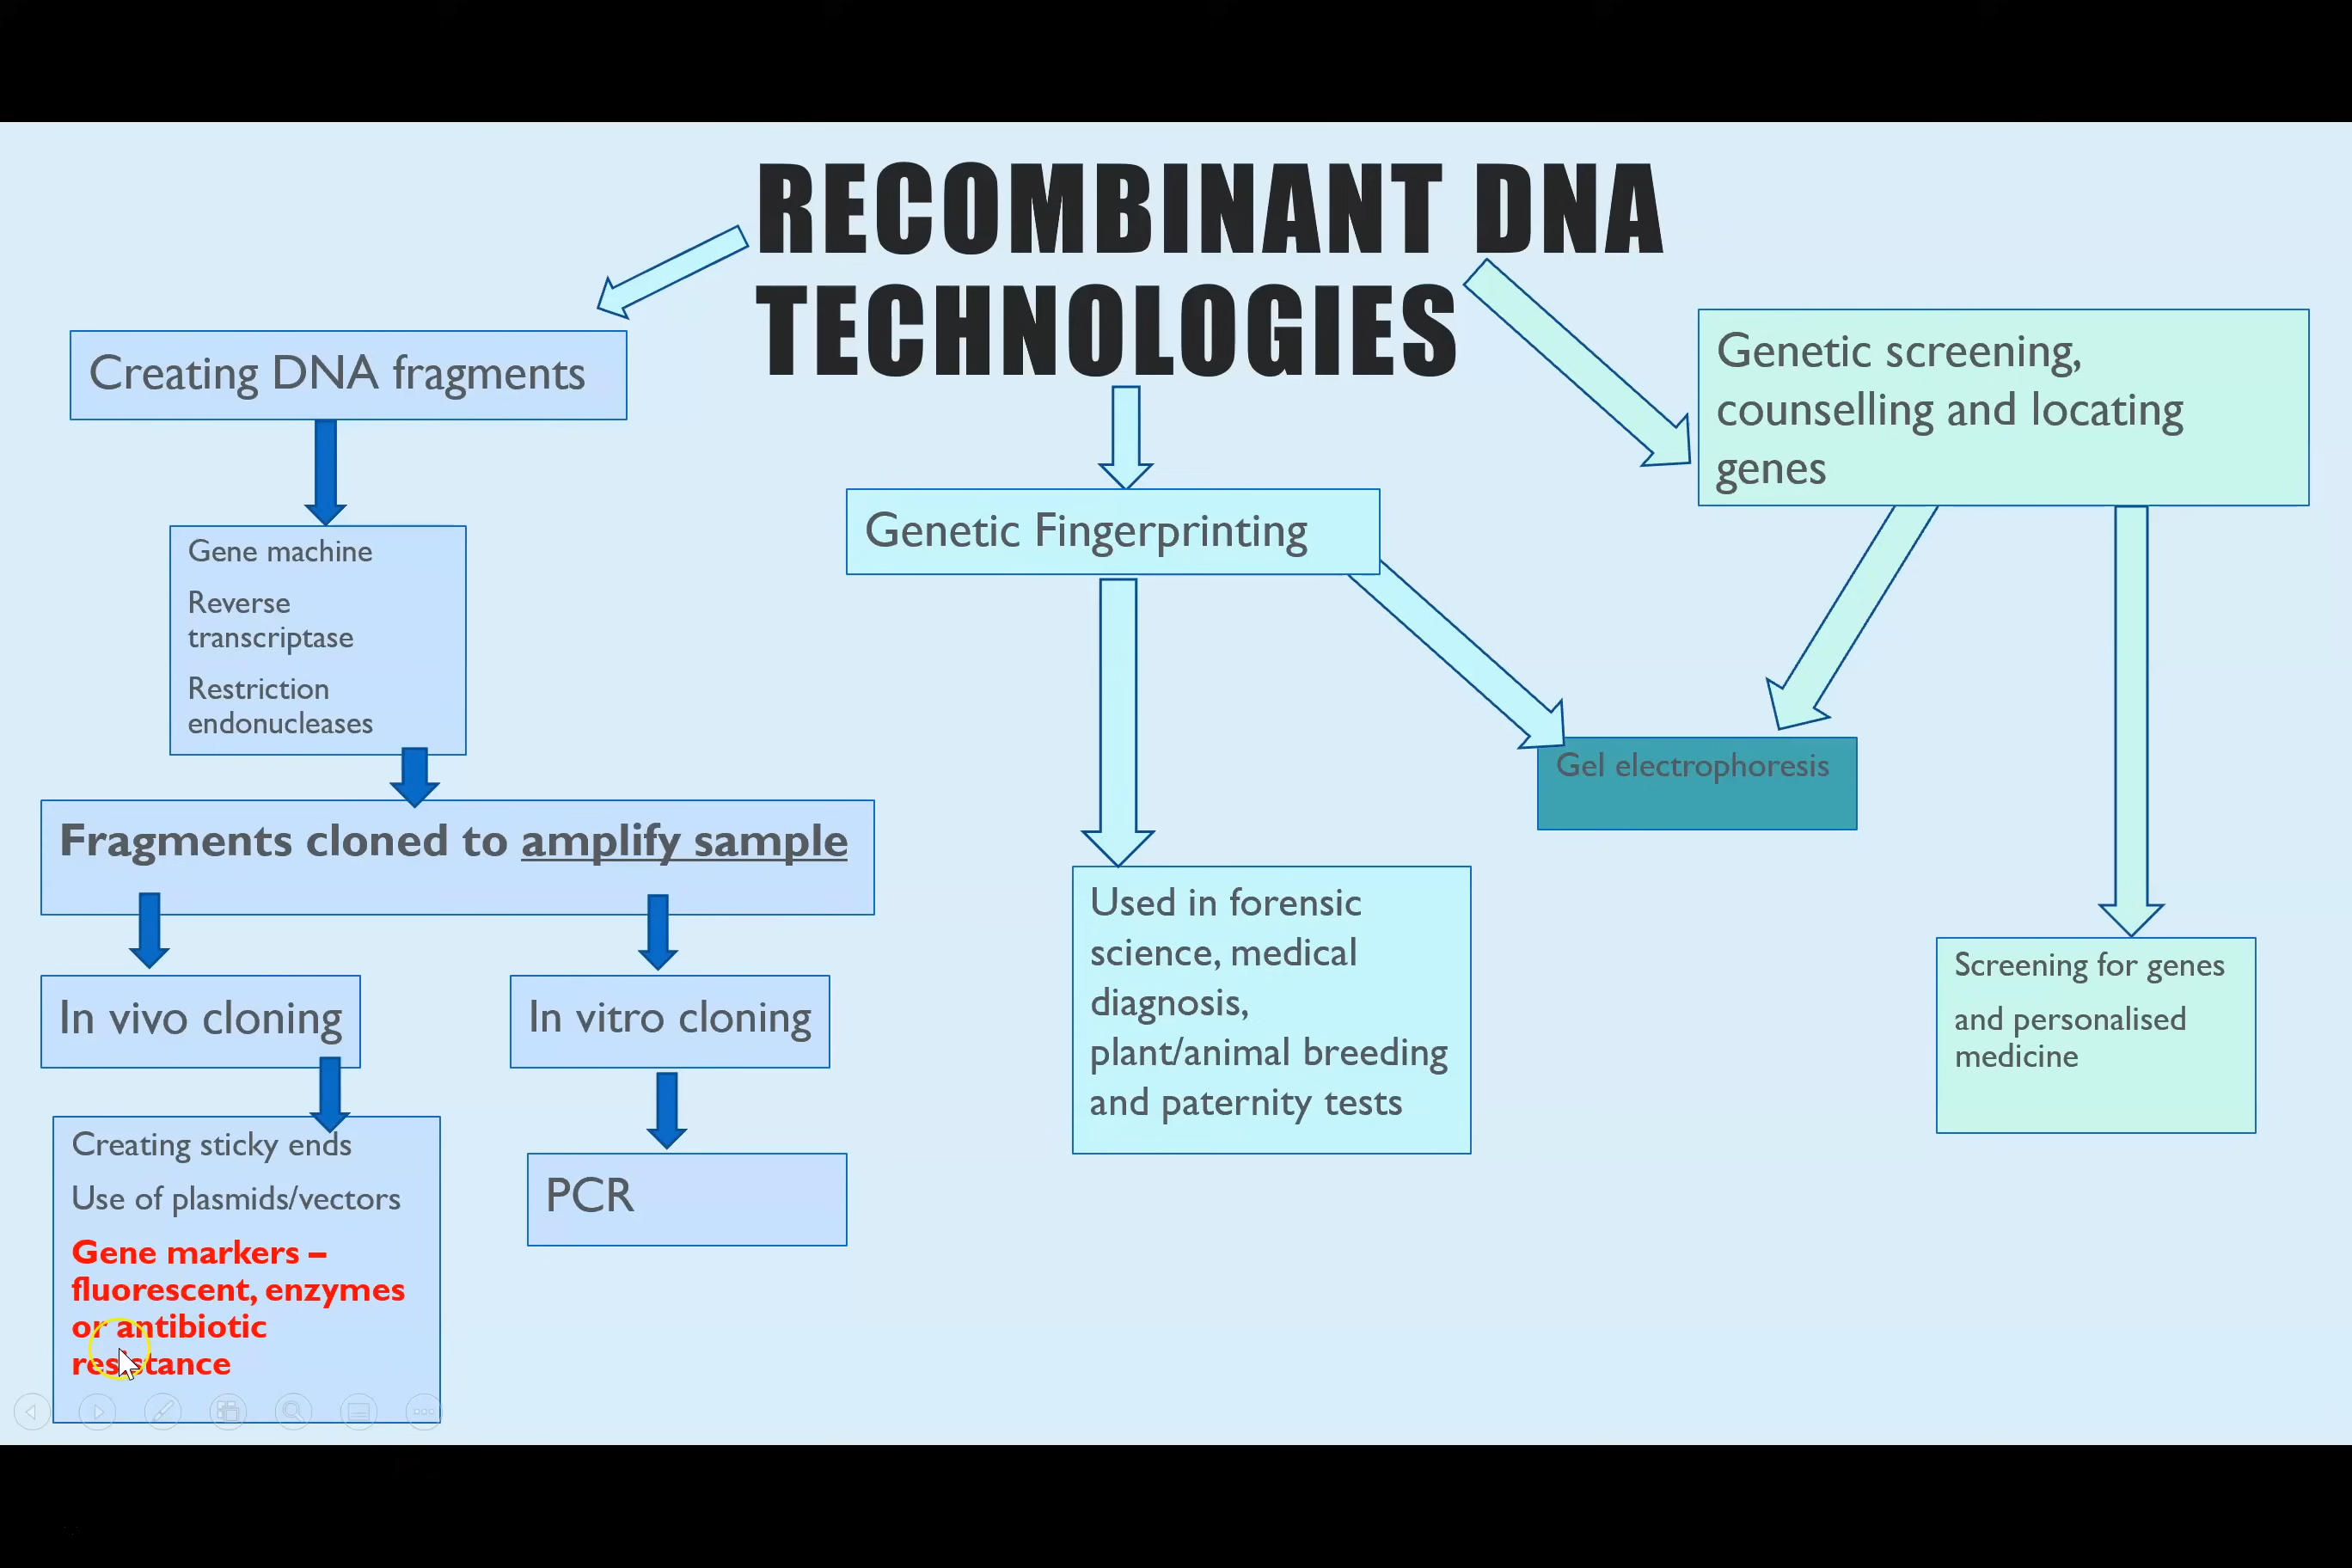 RECOMBINANT DNA
TECHNOLOGIES
Creating DNA fragments
Gene machine
Reverse
transcriptase
Restriction
endonucleases
Fragments cloned to amplify sample
In vivo cloning
Creating sticky ends
Use of plasmids/vectors
Gene markers –
fluorescent, enzymes
or antibiotic
resistance
In vitro cloning
PCR
Genetic Fingerprinting
Used in forensic
science, medical
diagnosis,
plant/animal breeding
and paternity tests
Gel electrophoresis
Genetic screening,
counselling and locating
genes
Screening for genes
and personalised
medicine